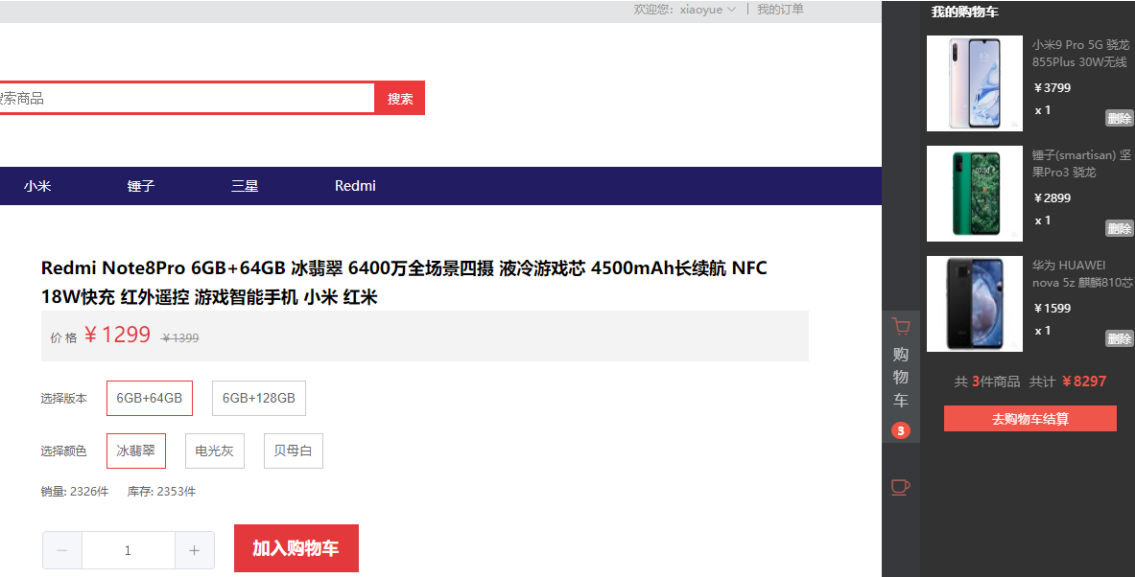 欢迎您：xiaoyue | 我的订单
搜索商品
搜索
小米 锤子 三星 Redmi
Redmi Note8Pro 6GB+64GB 冰翡翠 6400万全场景四摄 液冷游戏芯 4500mAh长续航 NFC
18W快充 红外遥控 游戏智能手机 小米 红米
价 格 ￥1299 ￥1399
选择版本 6GB+64GB 6GB+128GB
选择颜色 冰翡翠 电光灰 贝母白
销量: 2326件 库存: 2353件
− 1 +
加入购物车
购
物
车
3
我的购物车
小米9 Pro 5G 骁龙
855Plus 30W无线
￥3799
x 1
删除
锤子(smartisan) 坚
果Pro3 骁龙
￥2899
x 1
删除
华为 HUAWEI
nova 5z 麒麟810芯
￥1599
x 1
删除
共 3件商品 共计 ￥8297
去购物车结算